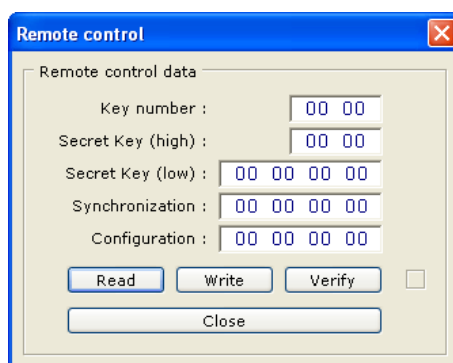 Remote control
Remote control data
Key number : 00 00
Secret Key (high) : 00 00
Secret Key (low) : 00 00 00 00
Synchronization : 00 00 00 00
Configuration : 00 00 00 00
Read Write Verify
Close